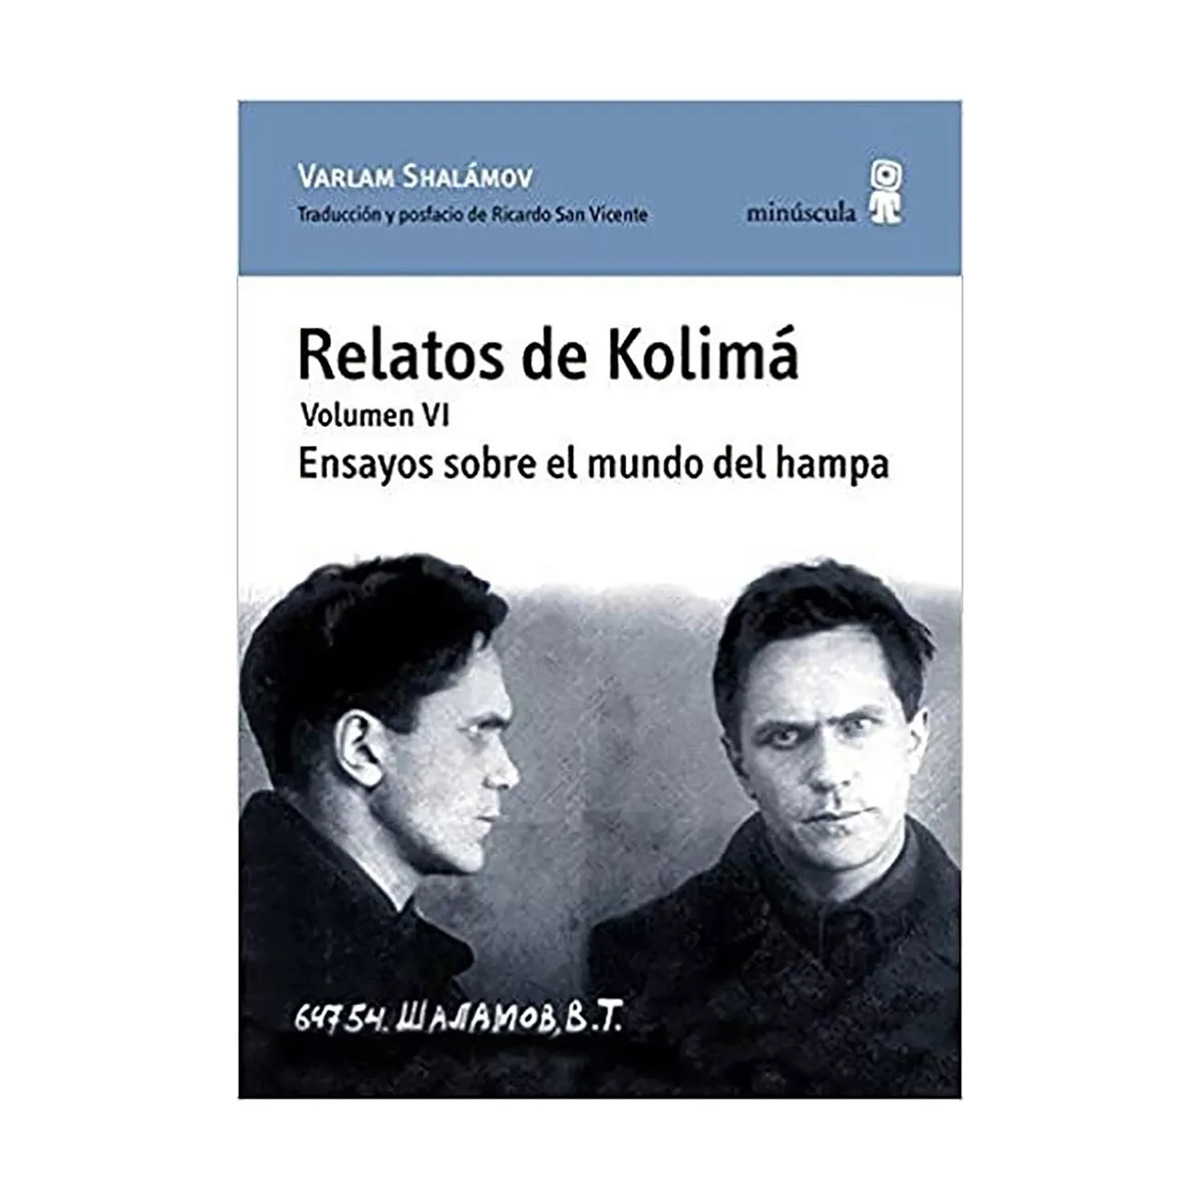 VARLAM SHALÁMOV
Traducción y posfacio de Ricardo San Vicente
minúscula
Relatos de Kolimá
Volumen VI
Ensayos sobre el mundo del hampa
64754. ШАЛАМОВ, В.Т.